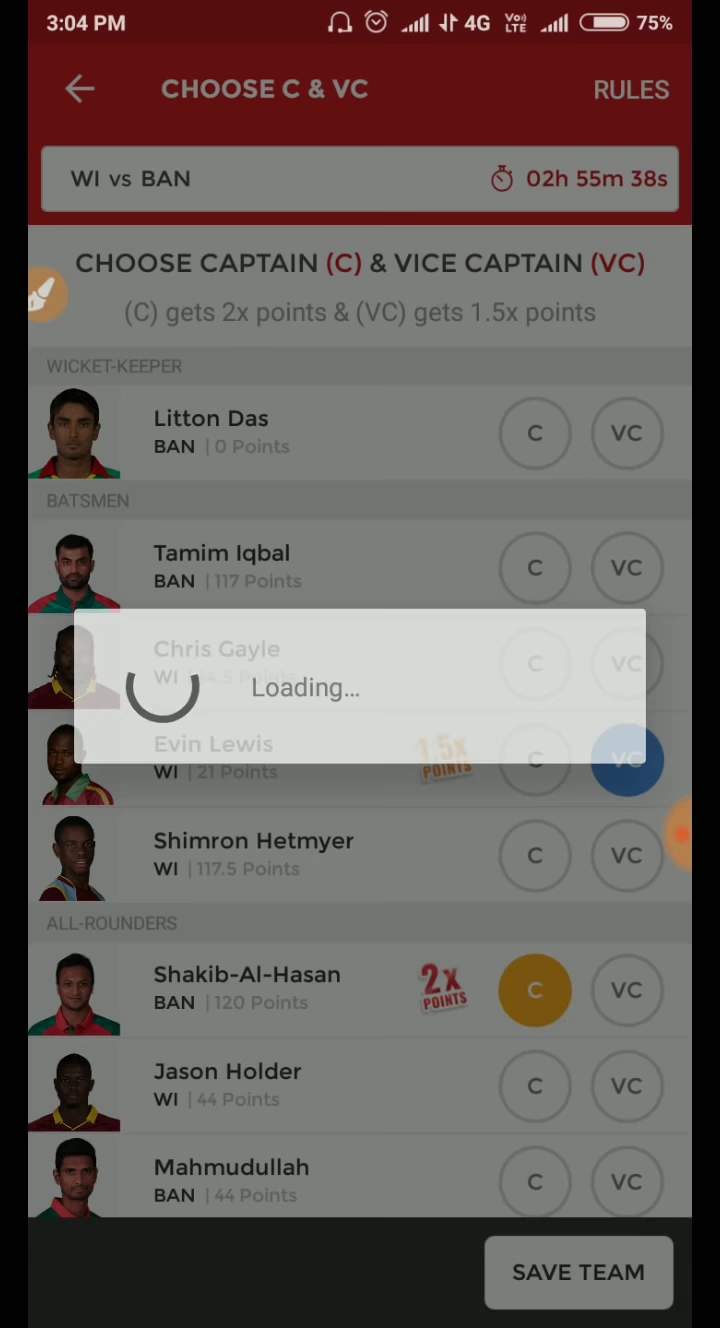 3:04 PM 4G Vo) LTE 75%
CHOOSE C & VC RULES
WI vs BAN 02h 55m 38s
CHOOSE CAPTAIN (C) & VICE CAPTAIN (VC)
(C) gets 2x points & (VC) gets 1.5x points
WICKET-KEEPER
Litton Das
BAN | 0 Points
C VC
BATSMEN
Tamim Iqbal
BAN | 117 Points
C VC
Chris Gayle
WI
C VC
Loading...
Evin Lewis
WI | 21 Points
1.5x
POINTS
C VC
Shimron Hetmyer
WI | 117.5 Points
C VC
ALL-ROUNDERS
Shakib-Al-Hasan
BAN | 120 Points
2x
POINTS
C VC
Jason Holder
WI | 44 Points
C VC
Mahmudullah
BAN | 44 Points
C VC
SAVE TEAM